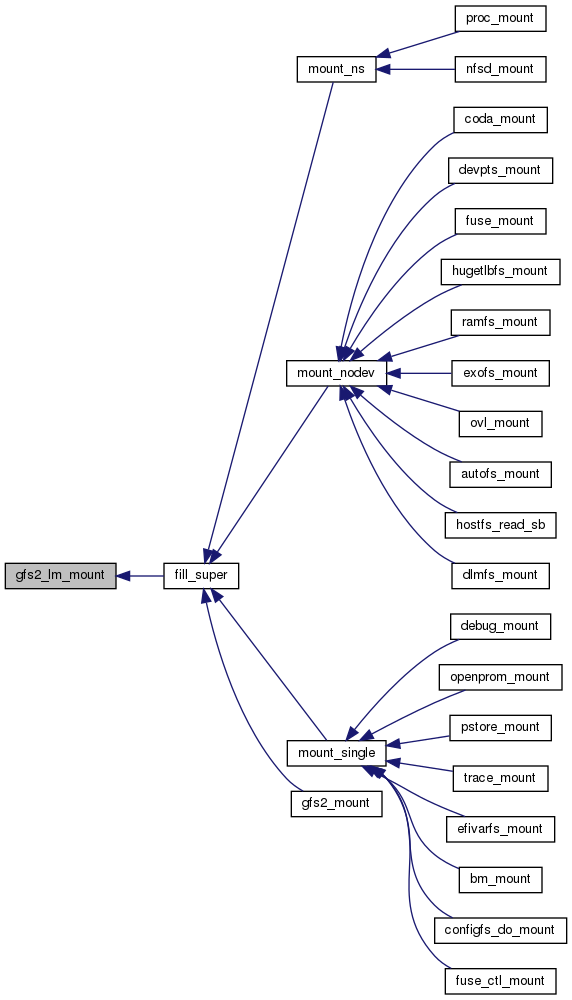 proc_mount
mount_ns
nfsd_mount
coda_mount
devpts_mount
fuse_mount
hugetlbfs_mount
ramfs_mount
mount_nodev
exofs_mount
ovl_mount
autofs_mount
hostfs_read_sb
gfs2_lm_mount
fill_super
dlmfs_mount
debug_mount
openprom_mount
pstore_mount
mount_single
trace_mount
gfs2_mount
efivarfs_mount
bm_mount
configfs_do_mount
fuse_ctl_mount